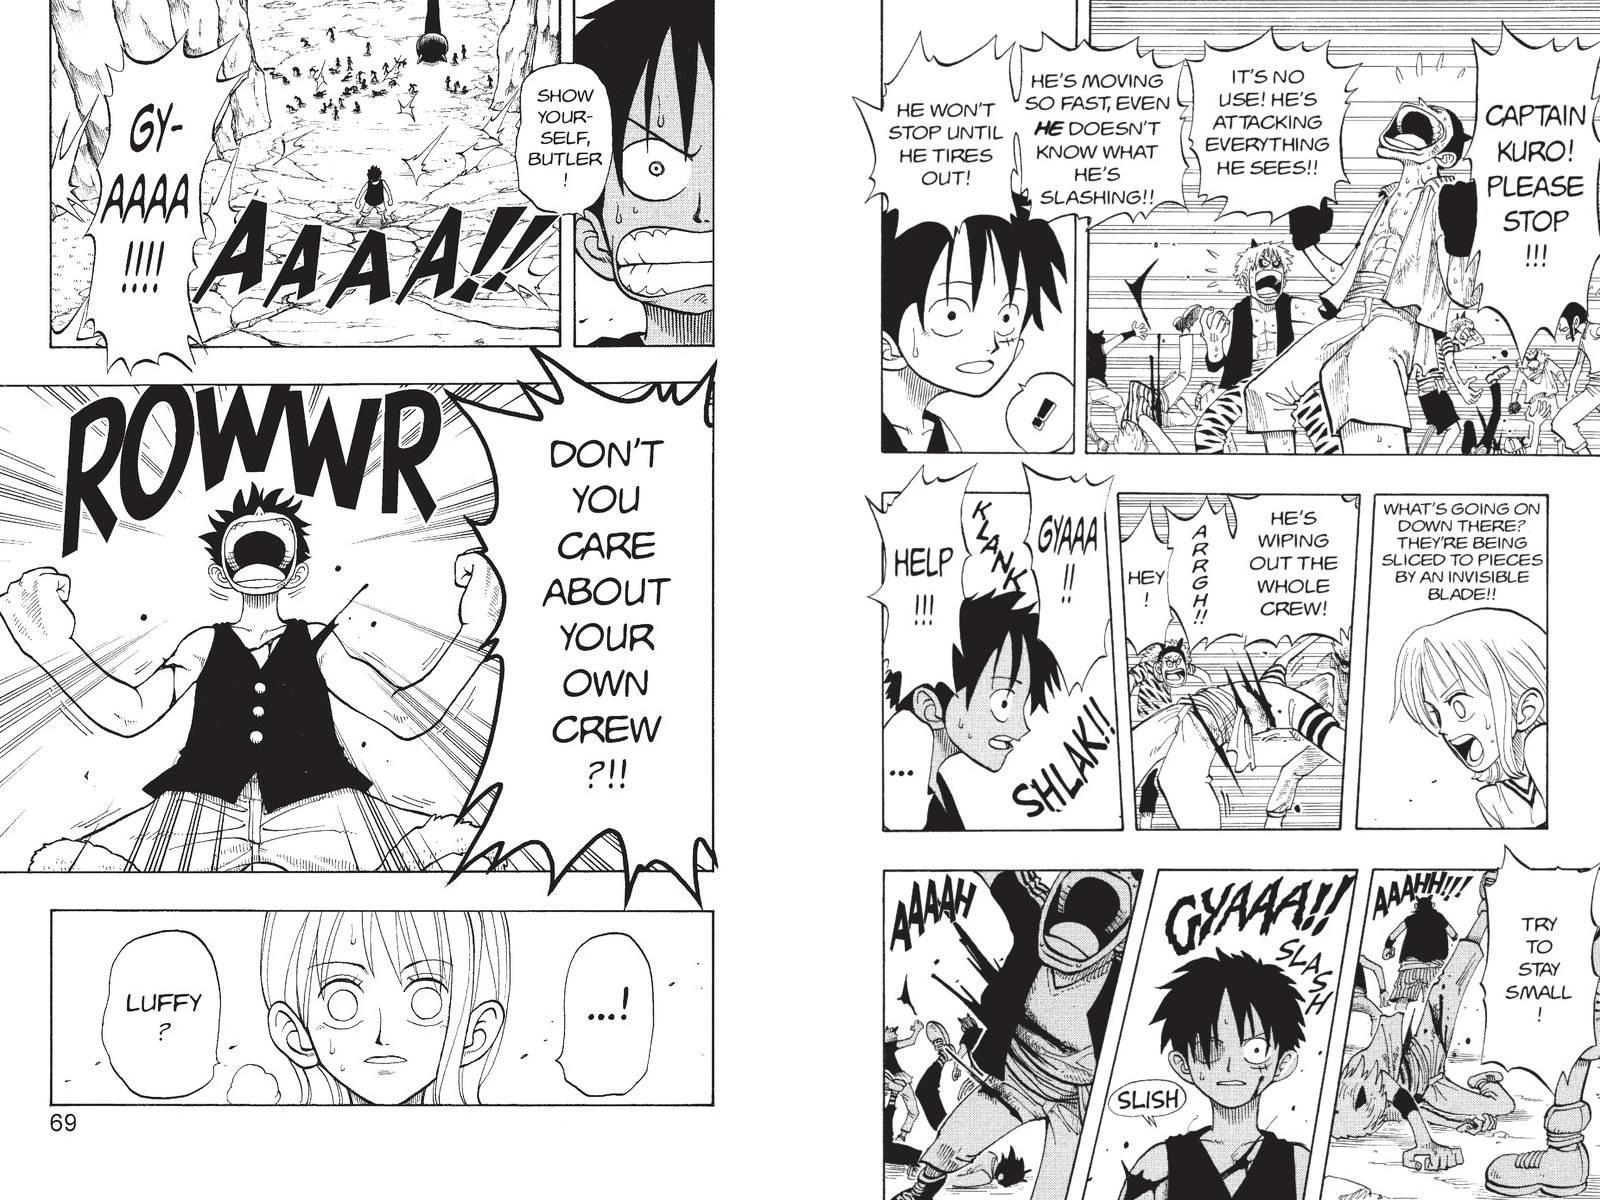 CAPTAIN
KURO!
PLEASE
STOP
!!!
IT'S NO
USE! HE'S
ATTACKING
EVERYTHING
HE SEES!!
HE'S MOVING
SO FAST, EVEN
HE DOESN'T
KNOW WHAT
HE'S
SLASHING!!
HE WON'T
STOP UNTIL
HE TIRES
OUT!
!
WHAT'S GOING ON
DOWN THERE?
THEY'RE BEING
SLICED TO PIECES
BY AN INVISIBLE
BLADE!!
HE'S
WIPING
OUT THE
WHOLE
CREW!
ARRGH!!
HEY
!
GYAAA
!!
KLANK
HELP
!!!
...
SHLAK!!
TRY
TO
STAY
SMALL
!
AAAHH!!!
GYAAA!!
SLASH
SLISH
AAAAH
SHOW
YOUR-
SELF,
BUTLER
!
GY-
AAAA
!!!!
AAAA!!
ROWWR
DON'T
YOU
CARE
ABOUT
YOUR
OWN
CREW
?!!
...!
LUFFY
?
69